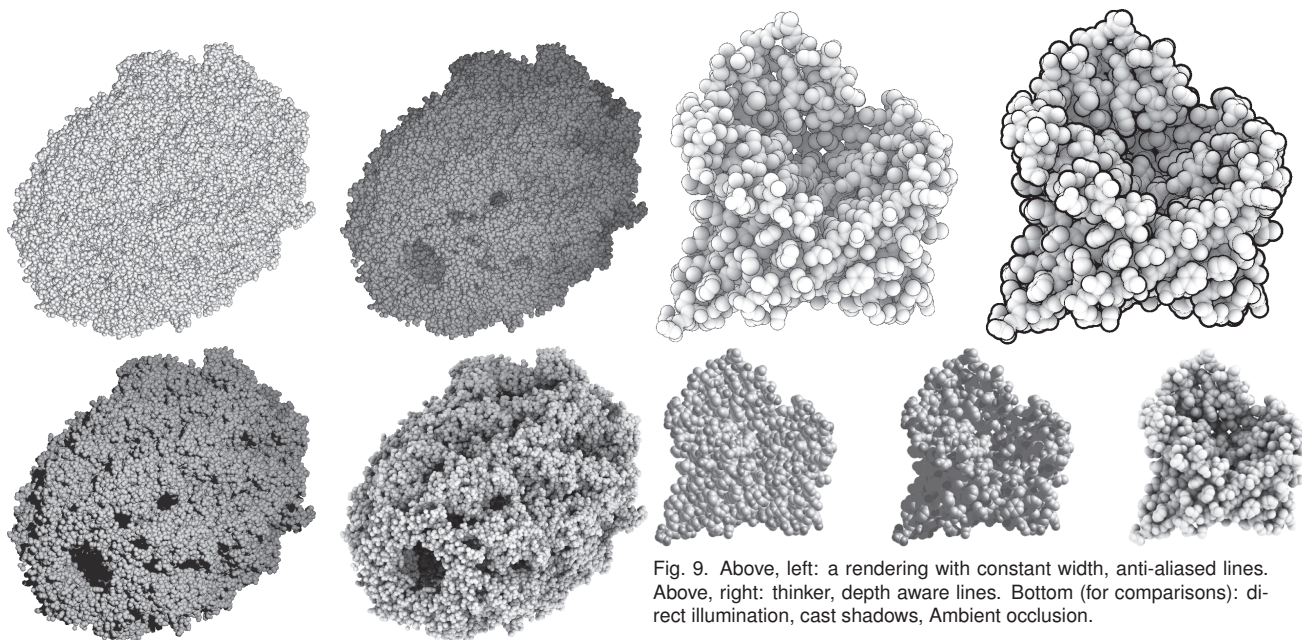 Fig. 9. Above, left: a rendering with constant width, anti-aliased lines.
Above, right: thinker, depth aware lines. Bottom (for comparisons): di-
rect illumination, cast shadows, Ambient occlusion.